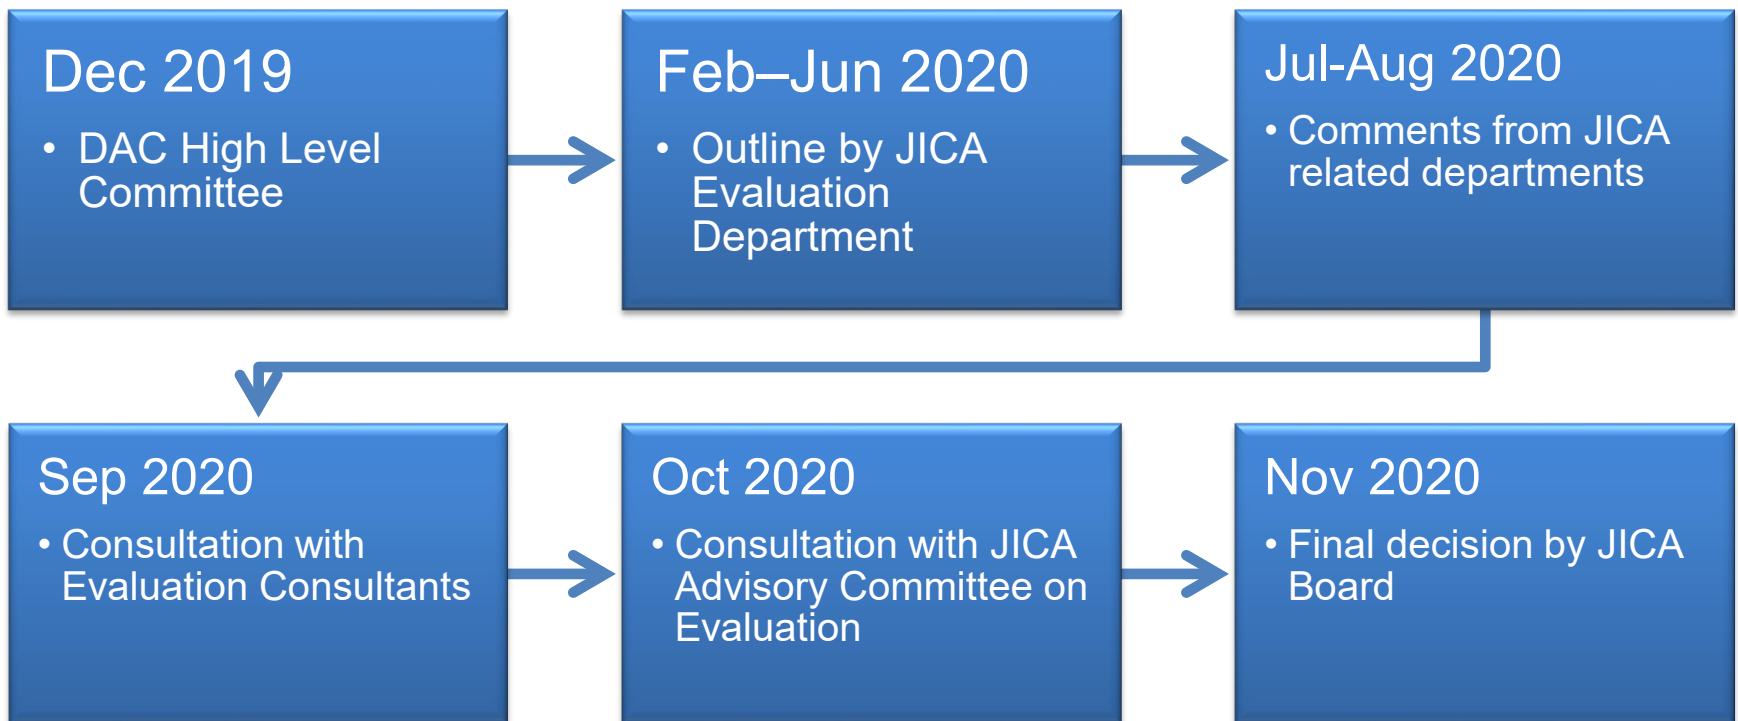 Dec 2019
• DAC High Level
Committee
Feb–Jun 2020
• Outline by JICA
Evaluation
Department
Jul-Aug 2020
• Comments from JICA
related departments
Sep 2020
• Consultation with
Evaluation Consultants
Oct 2020
• Consultation with JICA
Advisory Committee on
Evaluation
Nov 2020
• Final decision by JICA
Board